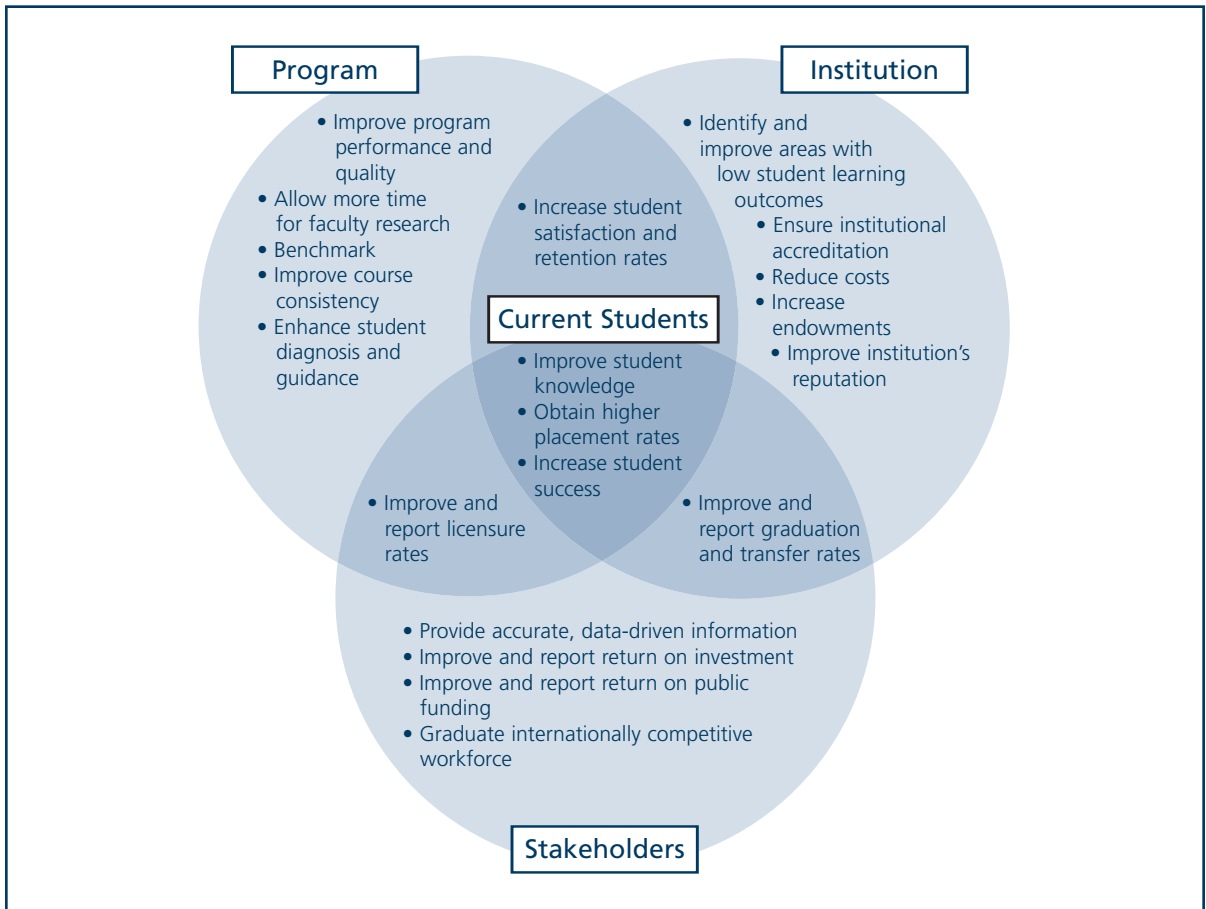 Program
Institution
• Improve program
performance and
quality
• Allow more time
for faculty research
• Benchmark
• Improve course
consistency
• Enhance student
diagnosis and
guidance
• Increase student
satisfaction and
retention rates
• Identify and
improve areas with
low student learning
outcomes
• Ensure institutional
accreditation
• Reduce costs
• Increase
endowments
• Improve institution's
reputation
Current Students
• Improve student
knowledge
• Obtain higher
placement rates
• Increase student
success
• Improve and
report licensure
rates
• Improve and
report graduation
and transfer rates
• Provide accurate, data-driven information
• Improve and report return on investment
• Improve and report return on public
funding
• Graduate internationally competitive
workforce
Stakeholders